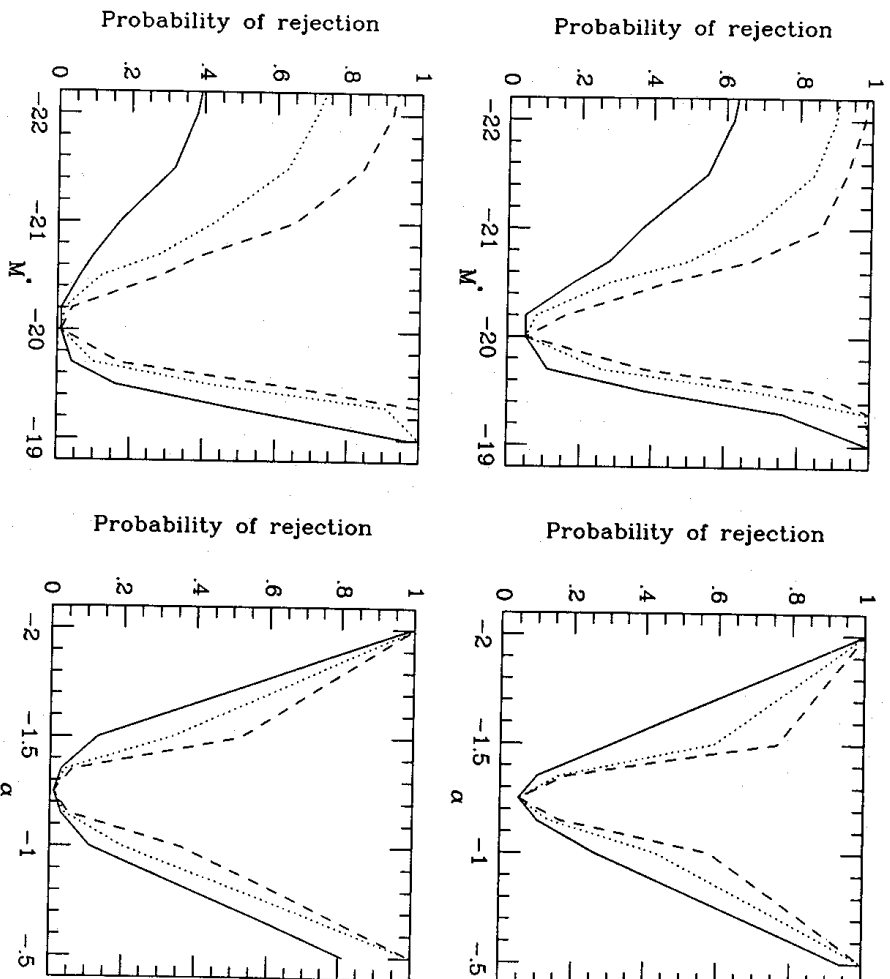 Probability of rejection
0 .2 .4 .6 .8 1
-22 -21 -20 -19
M*
Probability of rejection
0 .2 .4 .6 .8 1
-22 -21 -20 -19
M*
Probability of rejection
0 .2 .4 .6 .8 1
-2 -1.5 -1 -.5
α
Probability of rejection
0 .2 .4 .6 .8 1
-2 -1.5 -1 -.5
α